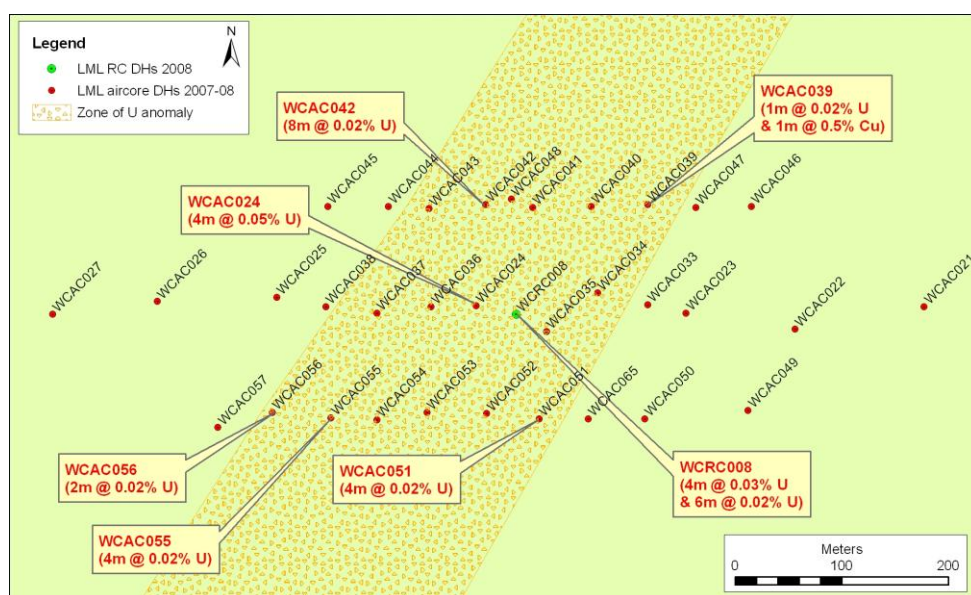 Legend
N
LML RC DHs 2008
LML aircore DHs 2007-08
Zone of U anomaly
WCAC042
(8m @ 0.02% U)
WCAC039
(1m @ 0.02% U
& 1m @ 0.5% Cu)
WCAC045
WCAC044
WCAC043
WCAC042
WCAC048
WCAC041
WCAC040
WCAC039
WCAC047
WCAC046
WCAC024
(4m @ 0.05% U)
WCAC027
WCAC026
WCAC025
WCAC038
WCAC037
WCAC036
WCAC024
WCRC008
WCAC035
WCAC034
WCAC033
WCAC023
WCAC022
WCAC021
WCAC057
WCAC056
WCAC055
WCAC054
WCAC053
WCAC052
WCAC051
WCAC065
WCAC050
WCAC049
WCAC056
(2m @ 0.02% U)
WCAC051
(4m @ 0.02% U)
WCRC008
(4m @ 0.03% U
& 6m @ 0.02% U)
WCAC055
(4m @ 0.02% U)
Meters
0 100 200